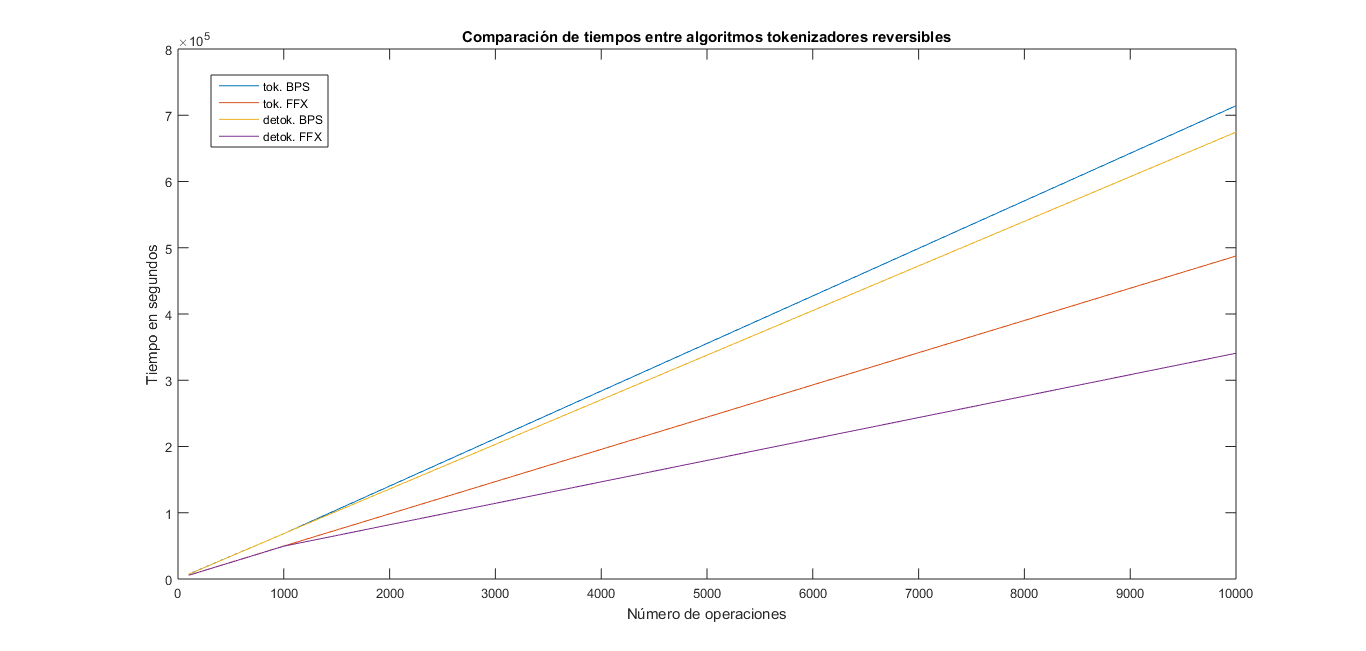 Comparación de tiempos entre algoritmos tokenizadores reversibles
×10^5
tok. BPS
tok. FFX
detok. BPS
detok. FFX
8
7
6
5
4
3
2
1
0
Tiempo en segundos
0 1000 2000 3000 4000 5000 6000 7000 8000 9000 10000
Número de operaciones